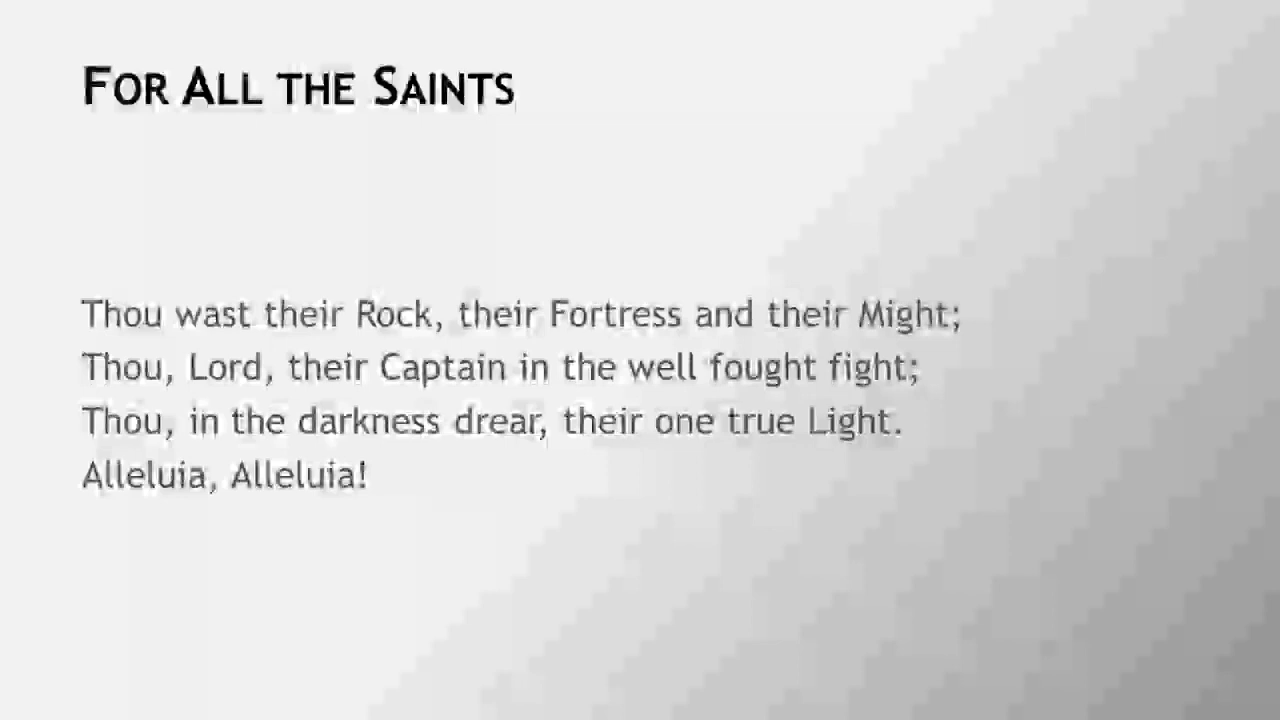 For All the Saints
Thou wast their Rock, their Fortress and their Might;
Thou, Lord, their Captain in the well fought fight;
Thou, in the darkness drear, their one true Light.
Alleluia, Alleluia!